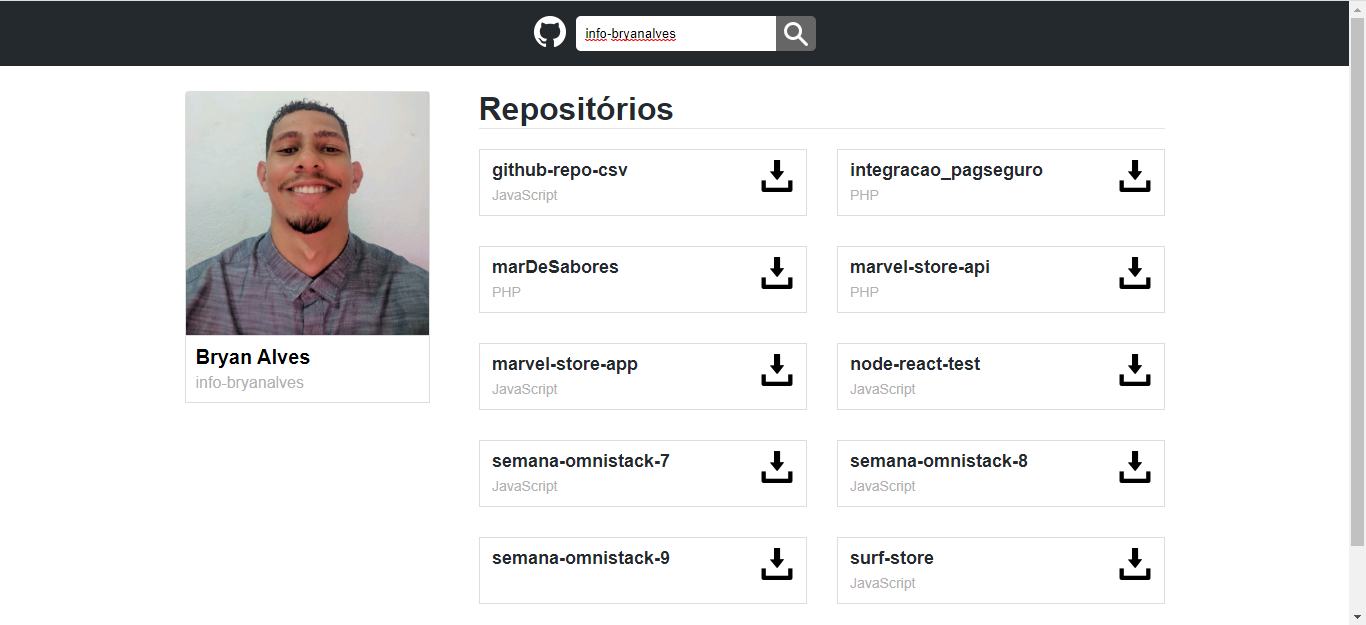 info-bryanalves
Bryan Alves
info-bryanalves
Repositórios
github-repo-csv
JavaScript
integracao_pagseguro
PHP
marDeSabores
PHP
marvel-store-api
PHP
marvel-store-app
JavaScript
node-react-test
JavaScript
semana-omnistack-7
JavaScript
semana-omnistack-8
JavaScript
semana-omnistack-9
surf-store
JavaScript